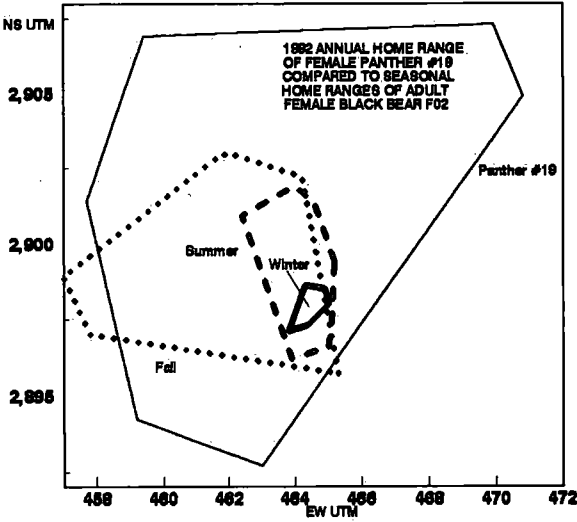 NS UTM
1992 ANNUAL HOME RANGE
OF FEMALE PANTHER #19
COMPARED TO SEASONAL
HOME RANGES OF ADULT
FEMALE BLACK BEAR F02
2,905
Panther #19
2,900
Summer
Winter
2,895
Fall
458 460 462 464 466 468 470 472
EW UTM